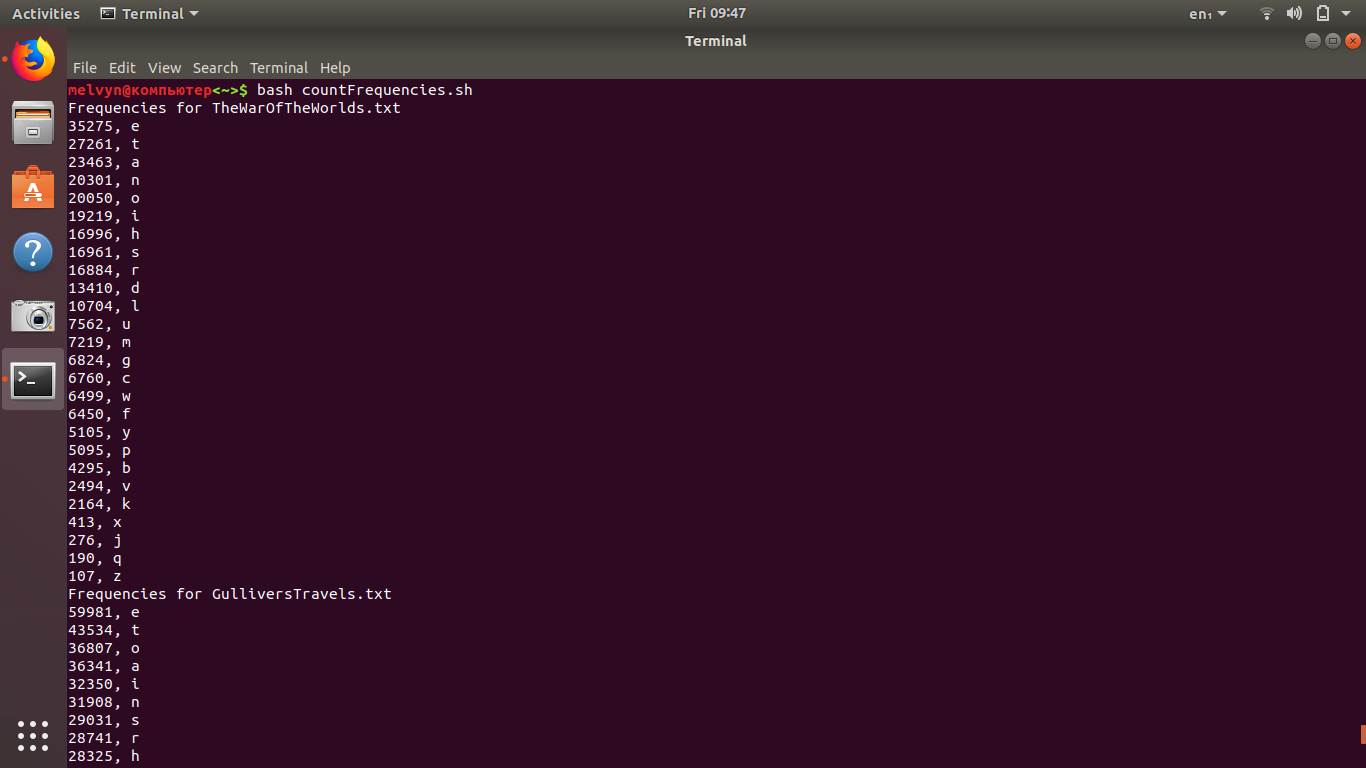 Activities Terminal Fri 09:47 en₁
Terminal
File Edit View Search Terminal Help
melvyn@компьютер<~>$ bash countFrequencies.sh
Frequencies for TheWarOfTheWorlds.txt
35275, e
27261, t
23463, a
20301, n
20050, o
19219, i
16996, h
16961, s
16884, r
13410, d
10704, l
7562, u
7219, m
6824, g
6760, c
6499, w
6450, f
5105, y
5095, p
4295, b
2494, v
2164, k
413, x
276, j
190, q
107, z
Frequencies for GulliversTravels.txt
59981, e
43534, t
36807, o
36341, a
32350, i
31908, n
29031, s
28741, r
28325, h